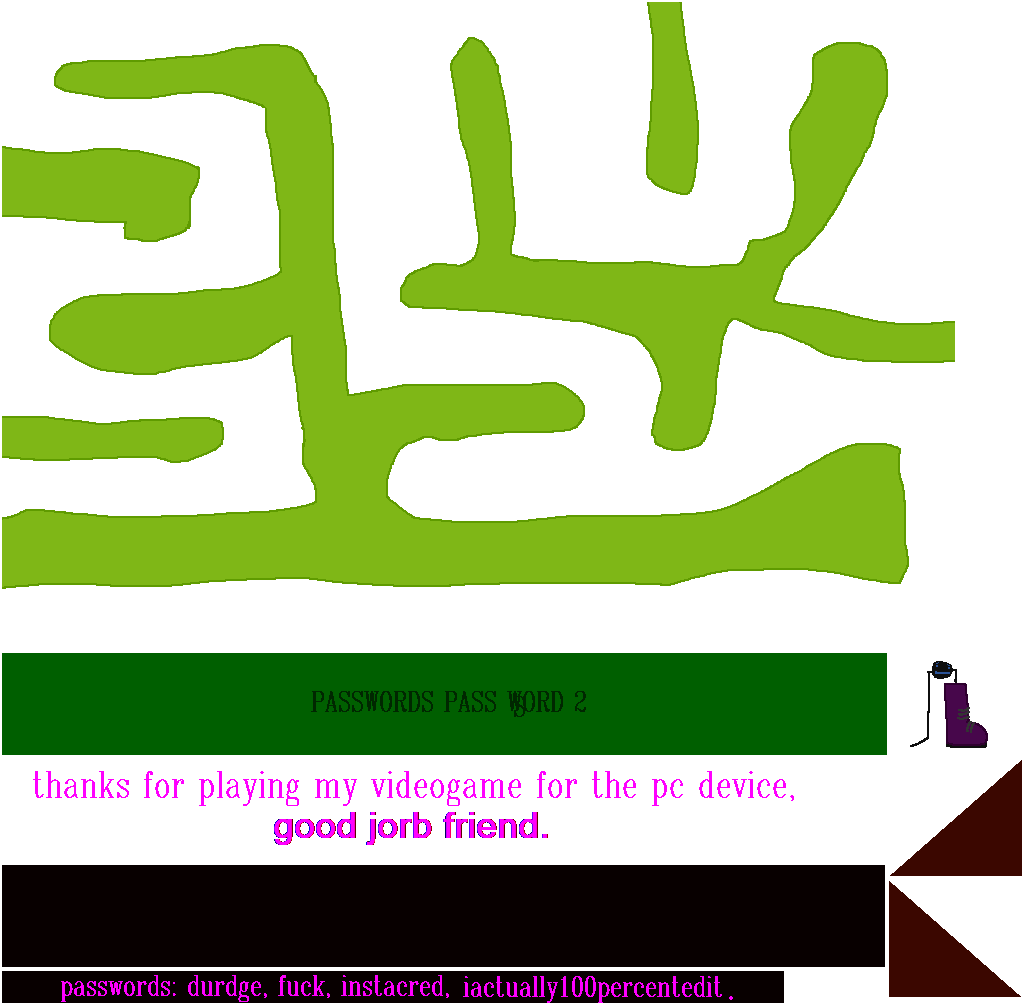 PASSWORDS PASS WORD 2
thanks for playing my videogame for the pc device,
good jorb friend.
passwords: durdge, fuck, instacred, iactually100percentedit.